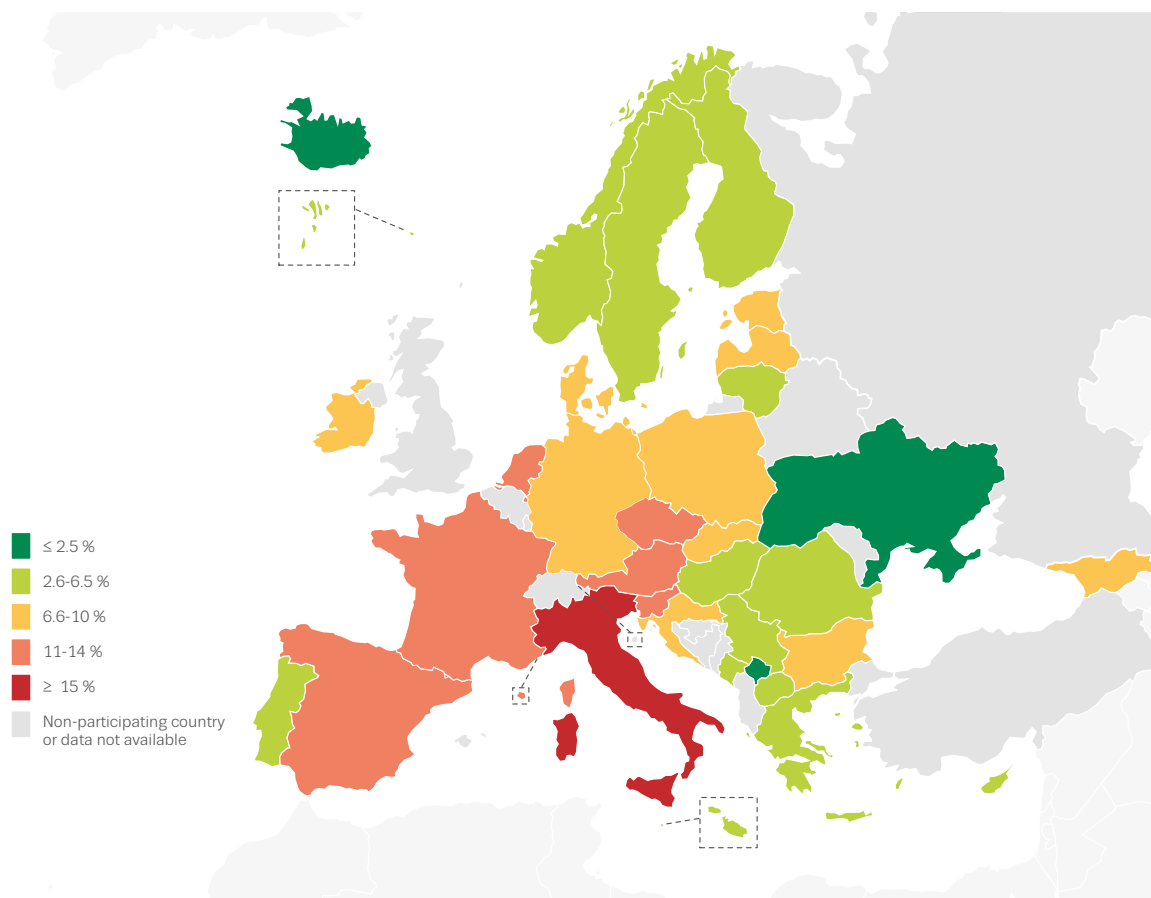 ≤ 2.5 %
2.6-6.5 %
6.6-10 %
11-14 %
≥ 15 %
Non-participating country
or data not available